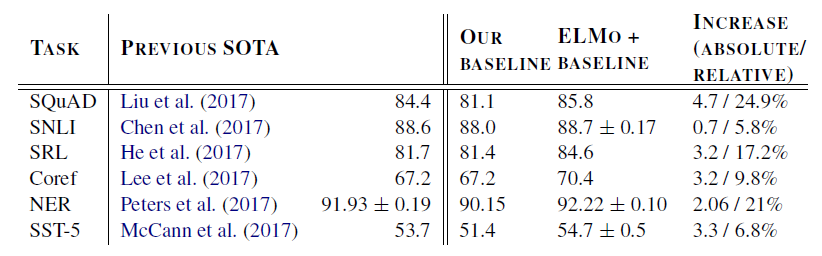 TASK PREVIOUS SOTA OUR BASELINE ELMO + BASELINE INCREASE (ABSOLUTE/ RELATIVE)
SQuAD Liu et al. (2017) 84.4 81.1 85.8 4.7 / 24.9%
SNLI Chen et al. (2017) 88.6 88.0 88.7 ± 0.17 0.7 / 5.8%
SRL He et al. (2017) 81.7 81.4 84.6 3.2 / 17.2%
Coref Lee et al. (2017) 67.2 67.2 70.4 3.2 / 9.8%
NER Peters et al. (2017) 91.93 ± 0.19 90.15 92.22 ± 0.10 2.06 / 21%
SST-5 McCann et al. (2017) 53.7 51.4 54.7 ± 0.5 3.3 / 6.8%